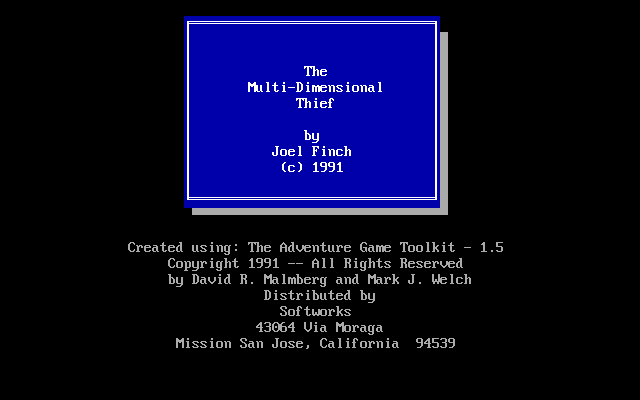 The
Multi-Dimensional
Thief
by
Joel Finch
(c) 1991
Created using: The Adventure Game Toolkit - 1.5
Copyright 1991 -- All Rights Reserved
by David R. Malmberg and Mark J. Welch
Distributed by
Softworks
43064 Via Moraga
Mission San Jose, California  94539